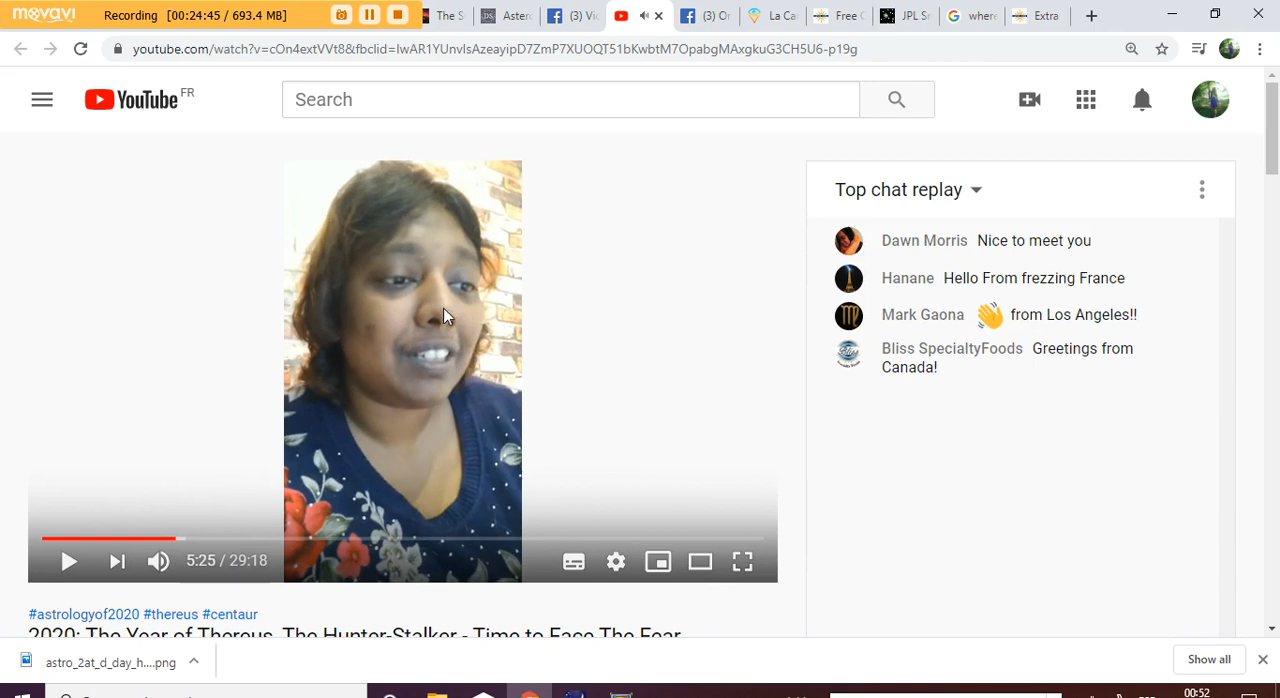 movavi Recording [00:24:45 / 693.4 MB] The S Astero (3) Vi (3) Or La Ca Free C JPL Sr where Extra
youtube.com/watch?v=cOn4extVVt8&fbclid=IwAR1YUnvlsAzeayipD7ZmP7XUOQT51bKwbtM7OpabgMAxgkuG3CH5U6-p19g
YouTube FR Search
Top chat replay
Dawn Morris Nice to meet you
Hanane Hello From frezzing France
Mark Gaona 👋 from Los Angeles!!
Bliss SpecialtyFoods Greetings from
Canada!
5:25 / 29:18
#astrologyof2020 #thereus #centaur
2020: The Year of Thereus, The Hunter-Stalker - Time to Face The Fear
astro_2at_d_day_h....png Show all
00:52